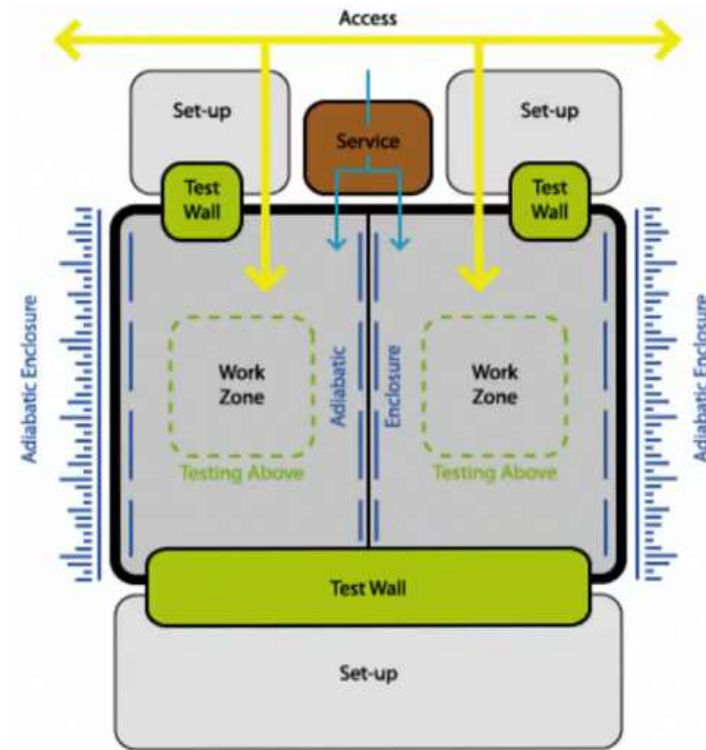 Access
Set-up
Set-up
Service
Test
Wall
Test
Wall
Adiabatic Enclosure
Adiabatic
Enclosure
Adiabatic Enclosure
Work
Zone
Work
Zone
Testing Above
Testing Above
Test Wall
Set-up